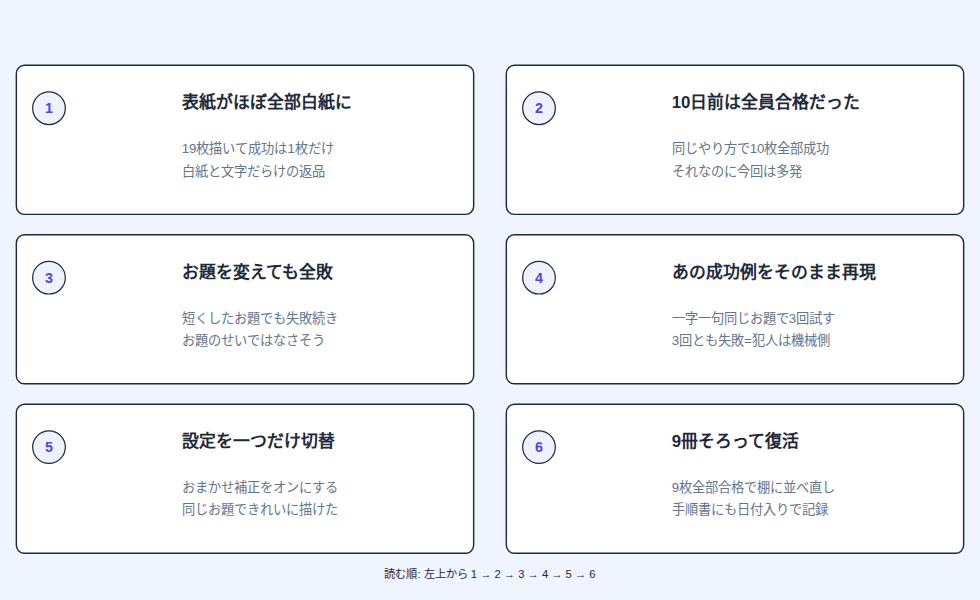 1
表紙がほぼ全部白紙に
19枚描いて成功は1枚だけ
白紙と文字だらけの返品
2
10日前は全員合格だった
同じやり方で10枚全部成功
それなのに今回は多発
3
お題を変えても全敗
短くしたお題でも失敗続き
お題のせいではなさそう
4
あの成功例をそのまま再現
一字一句同じお題で3回試す
3回とも失敗=犯人は機械側
5
設定を一つだけ切替
おまかせ補正をオンにする
同じお題できれいに描けた
6
9冊そろって復活
9枚全部合格で棚に並べ直し
手順書にも日付入りで記録
読む順: 左上から 1 → 2 → 3 → 4 → 5 → 6